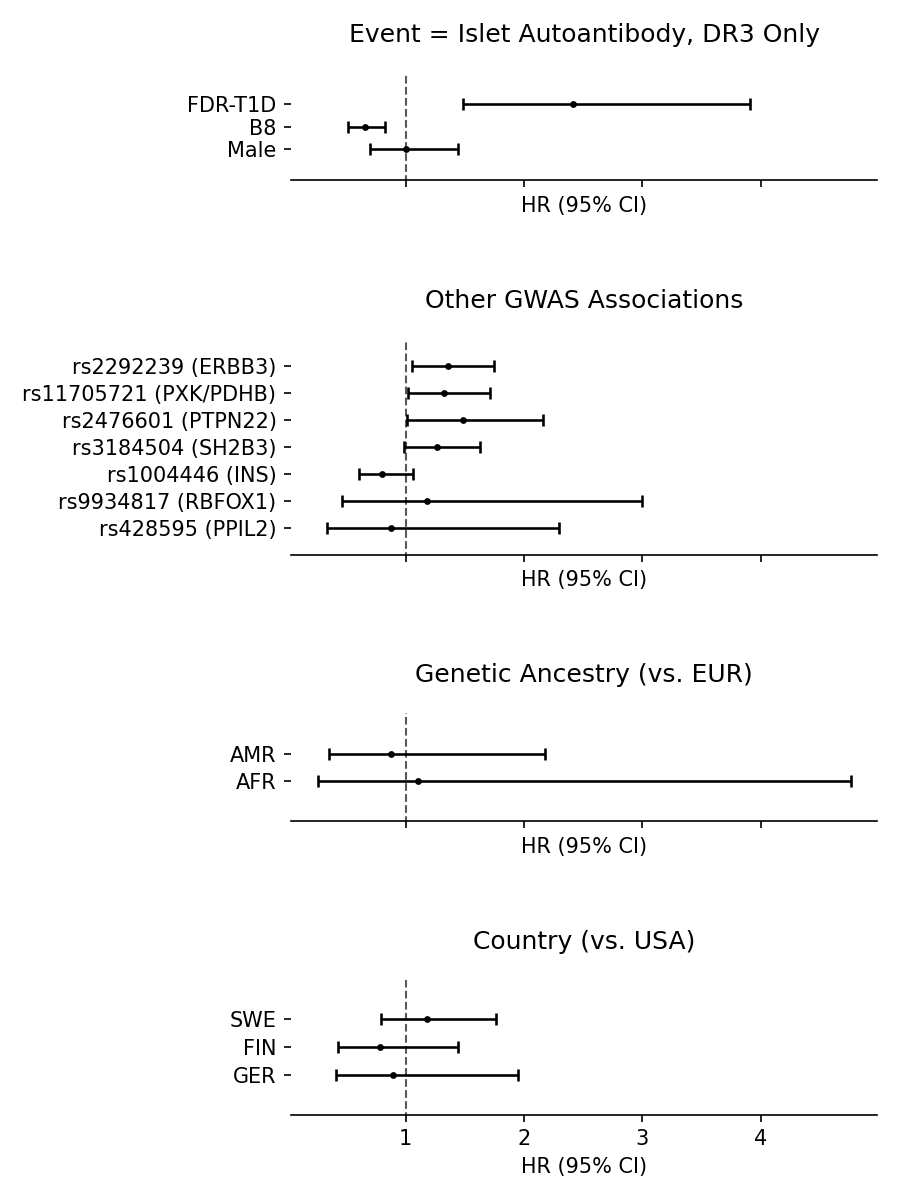 Event = Islet Autoantibody, DR3 Only
FDR-T1D
B8
Male
HR (95% CI)
Other GWAS Associations
rs2292239 (ERBB3)
rs11705721 (PXK/PDHB)
rs2476601 (PTPN22)
rs3184504 (SH2B3)
rs1004446 (INS)
rs9934817 (RBFOX1)
rs428595 (PPIL2)
HR (95% CI)
Genetic Ancestry (vs. EUR)
AMR
AFR
HR (95% CI)
Country (vs. USA)
SWE
FIN
GER
1 2 3 4
HR (95% CI)